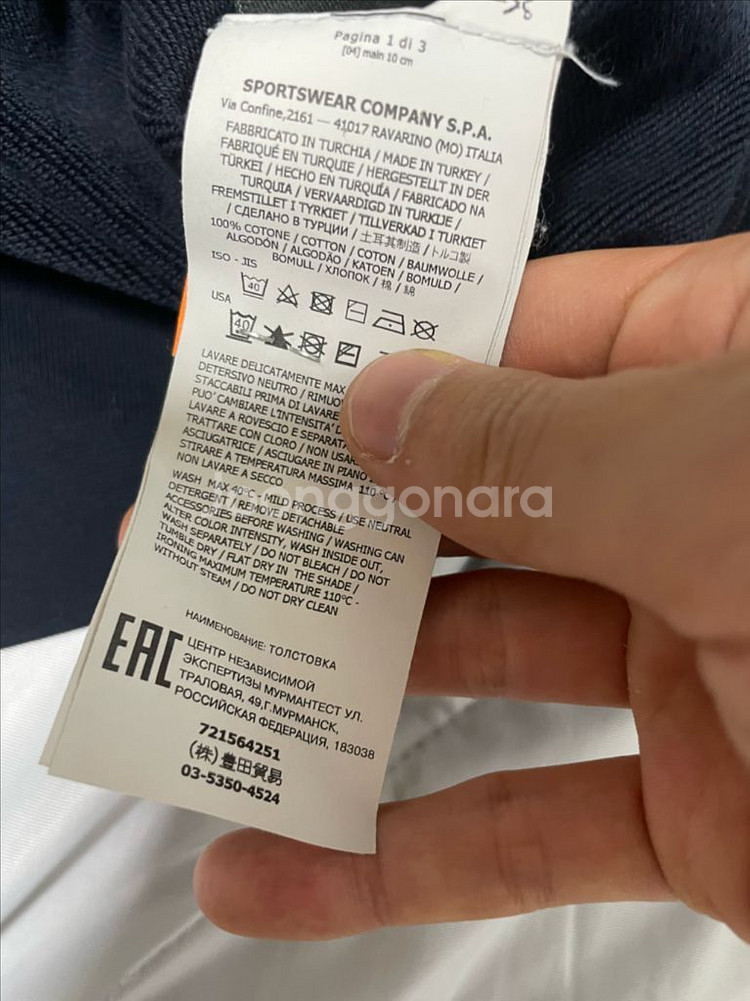 Pagina 1 di 3
[04] main 10 cm
SPORTSWEAR COMPANY S.P.A.
Via Confine,2161 — 41017 RAVARINO (MO) ITALIA
FABBRICATO IN TURCHIA / MADE IN TURKEY /
FABRIQUÉ EN TURQUIE / HERGESTELLT IN DER
TÜRKEI / HECHO EN TURQUÍA / FABRICADO NA
TURQUIA / VERVAARDIGD IN TURKIJE /
FREMSTILLET I TYRKIET / TILLVERKAD I TURKIET
/ СДЕЛАНО В ТУРЦИИ / 土耳其制造 / トルコ製
100% COTONE / COTTON / COTON / BAUMWOLLE /
ALGODÓN / ALGODÃO / KATOEN / BOMULD /
BOMULL / ХЛОПОК / 棉 / 綿
ISO - JIS
40
USA
40
LAVARE DELICATAMENTE MAX
DETERSIVO NEUTRO / RIMUOV
STACCABILI PRIMA DI LAVARE
PUO' CAMBIARE L'INTENSITA' D
LAVARE A ROVESCIO E SEPARATA
TRATTARE CON CLORO / NON USAR
ASCIUGATRICE / ASCIUGARE IN PIANO
STIRARE A TEMPERATURA MASSIMA 110°C
NON LAVARE A SECCO
WASH MAX 40°C - MILD PROCESS / USE NEUTRAL
DETERGENT / REMOVE DETACHABLE
ACCESSORIES BEFORE WASHING / WASHING CAN
ALTER COLOR INTENSITY, WASH INSIDE OUT,
WASH SEPARATELY / DO NOT BLEACH / DO NOT
TUMBLE DRY / FLAT DRY IN THE SHADE /
IRONING MAXIMUM TEMPERATURE 110°C -
WITHOUT STEAM / DO NOT DRY CLEAN
EAC
НАИМЕНОВАНИЕ: ТОЛСТОВКА
ЦЕНТР НЕЗАВИСИМОЙ
ЭКСПЕРТИЗЫ МУРМАНТЕСТ УЛ.
ТРАЛОВАЯ, 49,Г.МУРМАНСК,
РОССИЙСКАЯ ФЕДЕРАЦИЯ, 183038
721564251
(株)豊田貿易
03-5350-4524